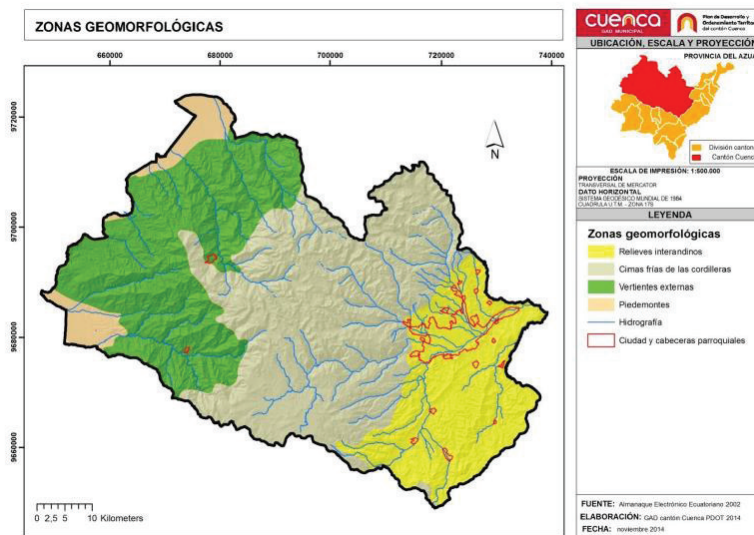 ZONAS GEOMORFOLÓGICAS
660000 680000 700000 720000 740000
9720000
9700000
9680000
9660000
N
0 2,5 5 10 Kilometers
cuenca
GAD MUNICIPAL
Plan de Desarrollo y
Ordenamiento Territorial
del cantón Cuenca
UBICACIÓN, ESCALA Y PROYECCIÓN
PROVINCIA DEL AZUA
División canton
Cantón Cuenc
ESCALA DE IMPRESIÓN: 1:500.000
PROYECCIÓN
TRANSVERSAL DE MERCATOR
DATO HORIZONTAL
SISTEMA GEODÉSICO MUNDIAL DE 1984
CUADRÍCULA U.T.M. - ZONA 17S
LEYENDA
Zonas geomorfológicas
Relieves interandinos
Cimas frías de las cordilleras
Vertientes externas
Piedemontes
Hidrografía
Ciudad y cabeceras parroquiales
FUENTE: Almanaque Electrónico Ecuatoriano 2002
ELABORACIÓN: GAD cantón Cuenca PDOT 2014
FECHA: noviembre 2014